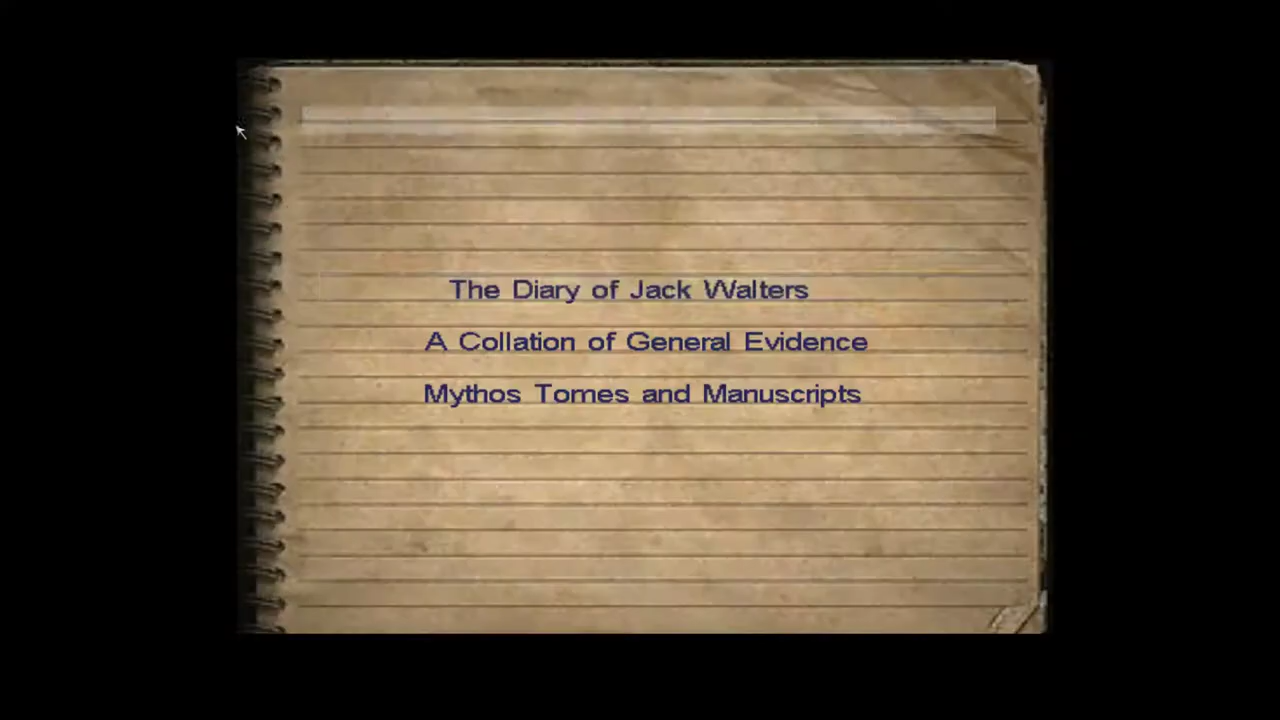 The Diary of Jack Walters
A Collation of General Evidence
Mythos Tomes and Manuscripts